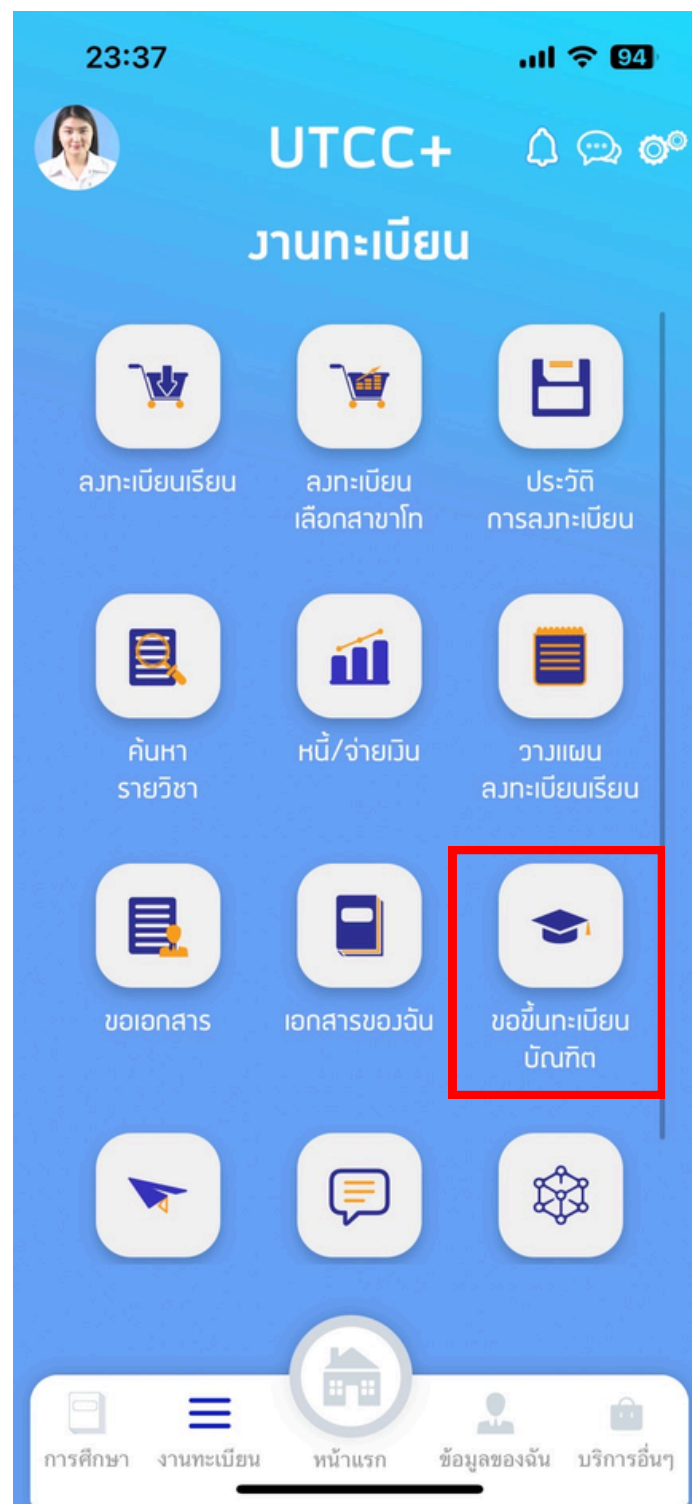 23:37
94
UTCC+
งานทะเบียน
ลงทะเบียนเรียน
ลงทะเบียน
เลือกสาขาโท
ประวัติ
การลงทะเบียน
ค้นหา
รายวิชา
หนี้/จ่ายเงิน
วางแผน
ลงทะเบียนเรียน
ขอเอกสาร
เอกสารของฉัน
ขอขึ้นทะเบียน
บัณฑิต
การศึกษา
งานทะเบียน
หน้าแรก
ข้อมูลของฉัน
บริการอื่นๆ